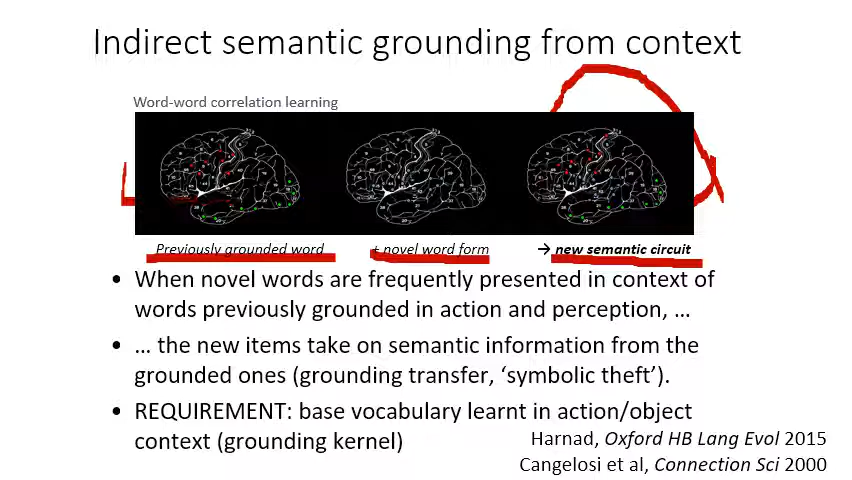 Indirect semantic grounding from context
Word-word correlation learning
Previously grounded word
+ novel word form
→ new semantic circuit
• When novel words are frequently presented in context of
words previously grounded in action and perception, …
• … the new items take on semantic information from the
grounded ones (grounding transfer, ‘symbolic theft’).
• REQUIREMENT: base vocabulary learnt in action/object
context (grounding kernel)
Harnad, Oxford HB Lang Evol 2015
Cangelosi et al, Connection Sci 2000